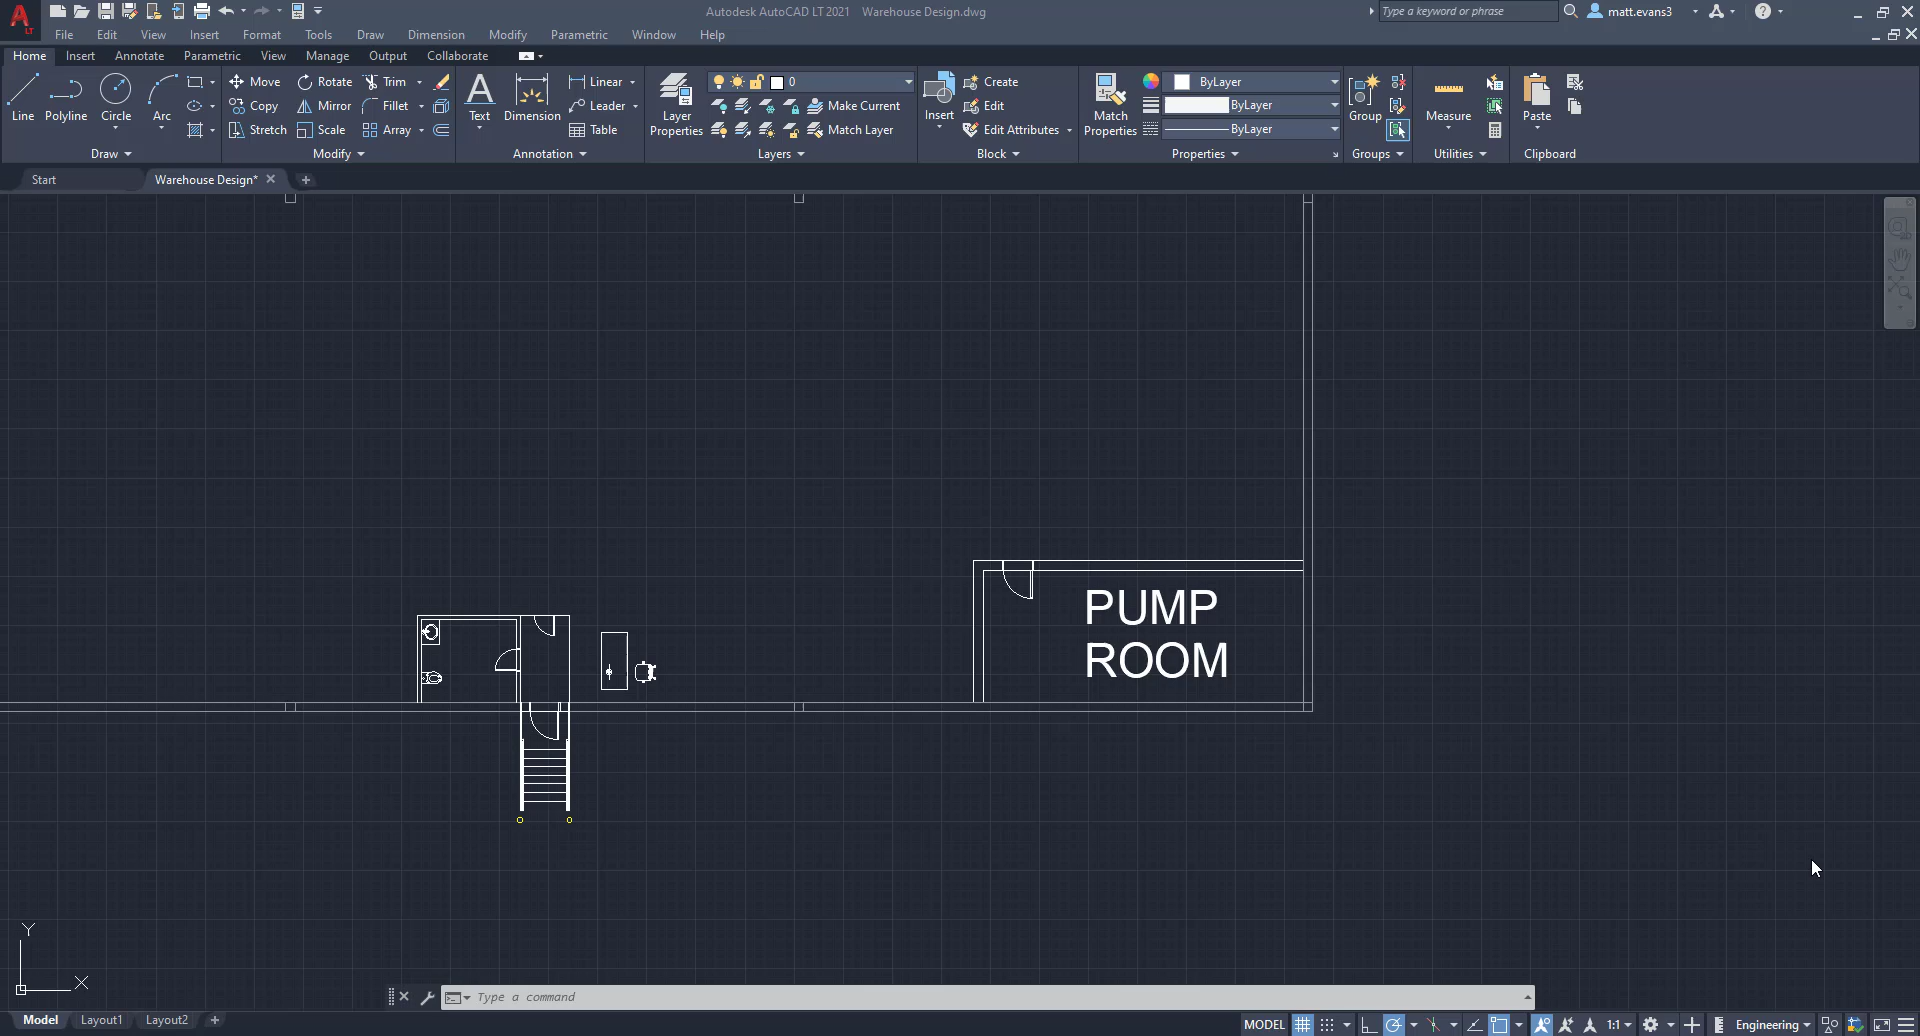 Autodesk AutoCAD LT 2021 Warehouse Design.dwg
Type a keyword or phrase
matt.evans3
File Edit View Insert Format Tools Draw Dimension Modify Parametric Window Help
Home Insert Annotate Parametric View Manage Output Collaborate
Line Polyline Circle Arc
Move Rotate Trim
Copy Mirror Fillet
Stretch Scale Array
Text Dimension
Linear
Leader
Table
Layer Properties
0
Make Current
Match Layer
Insert
Create
Edit
Edit Attributes
Match Properties
ByLayer
ByLayer
ByLayer
Group
Measure
Paste
Draw Modify Annotation Layers Block Properties Groups Utilities Clipboard
Start Warehouse Design*
PUMP
ROOM
Y
X
Type a command
Model Layout1 Layout2
MODEL 1:1 Engineering